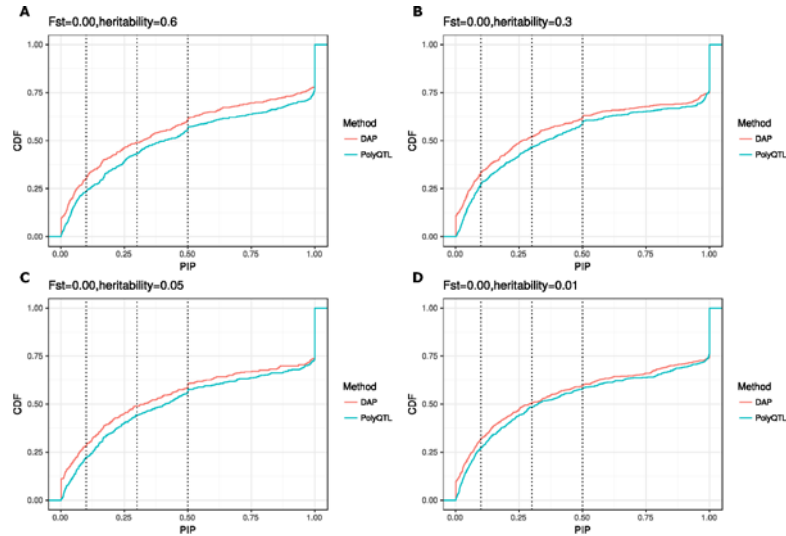 A
Fst=0.00,heritability=0.6
1.00
0.75
0.50
0.25
0.00
CDF
0.00 0.25 0.50 0.75 1.00
PIP
Method
DAP
PolyQTL
B
Fst=0.00,heritability=0.3
1.00
0.75
0.50
0.25
0.00
CDF
0.00 0.25 0.50 0.75 1.00
PIP
Method
DAP
PolyQTL
C
Fst=0.00,heritability=0.05
1.00
0.75
0.50
0.25
0.00
CDF
0.00 0.25 0.50 0.75 1.00
PIP
Method
DAP
PolyQTL
D
Fst=0.00,heritability=0.01
1.00
0.75
0.50
0.25
0.00
CDF
0.00 0.25 0.50 0.75 1.00
PIP
Method
DAP
PolyQTL